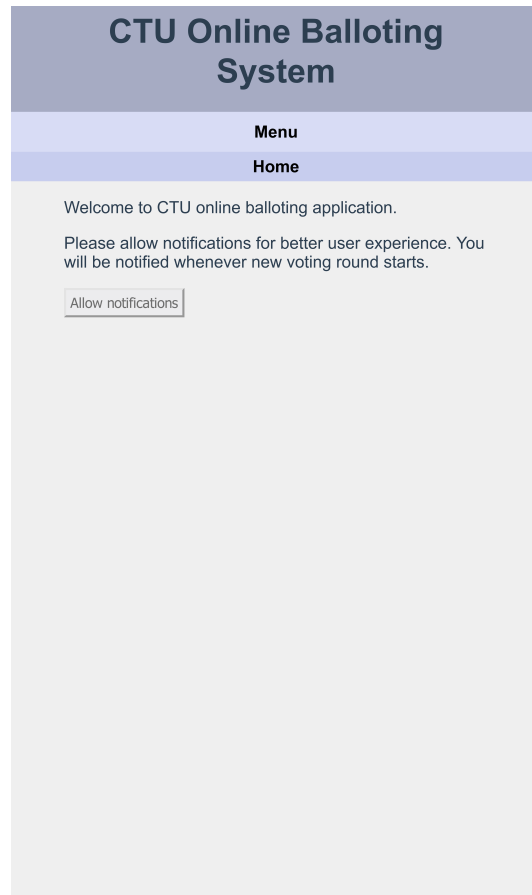 CTU Online Balloting
System
Menu
Home
Welcome to CTU online balloting application.
Please allow notifications for better user experience. You
will be notified whenever new voting round starts.
Allow notifications